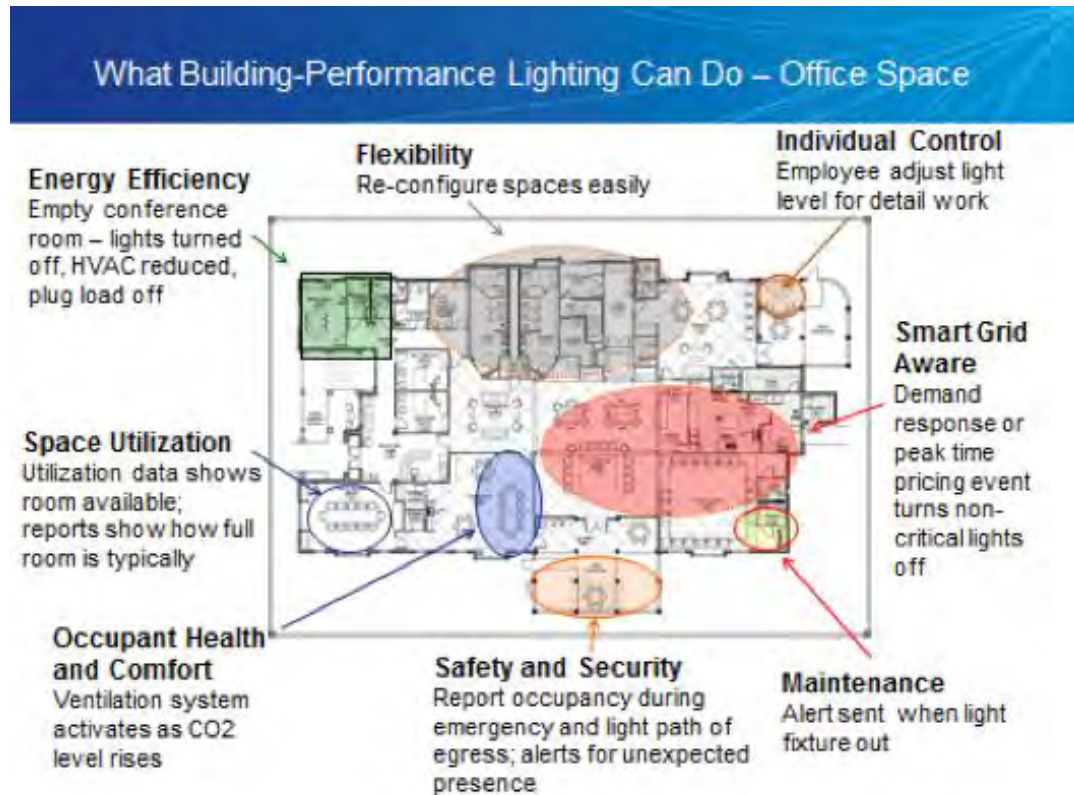 What Building-Performance Lighting Can Do – Office Space
Energy Efficiency
Empty conference
room – lights turned
off, HVAC reduced,
plug load off
Flexibility
Re-configure spaces easily
Individual Control
Employee adjust light
level for detail work
Smart Grid
Aware
Demand
response or
peak time
pricing event
turns non-
critical lights
off
Space Utilization
Utilization data shows
room available;
reports show how full
room is typically
Occupant Health
and Comfort
Ventilation system
activates as CO2
level rises
Safety and Security
Report occupancy during
emergency and light path of
egress; alerts for unexpected
presence
Maintenance
Alert sent when light
fixture out